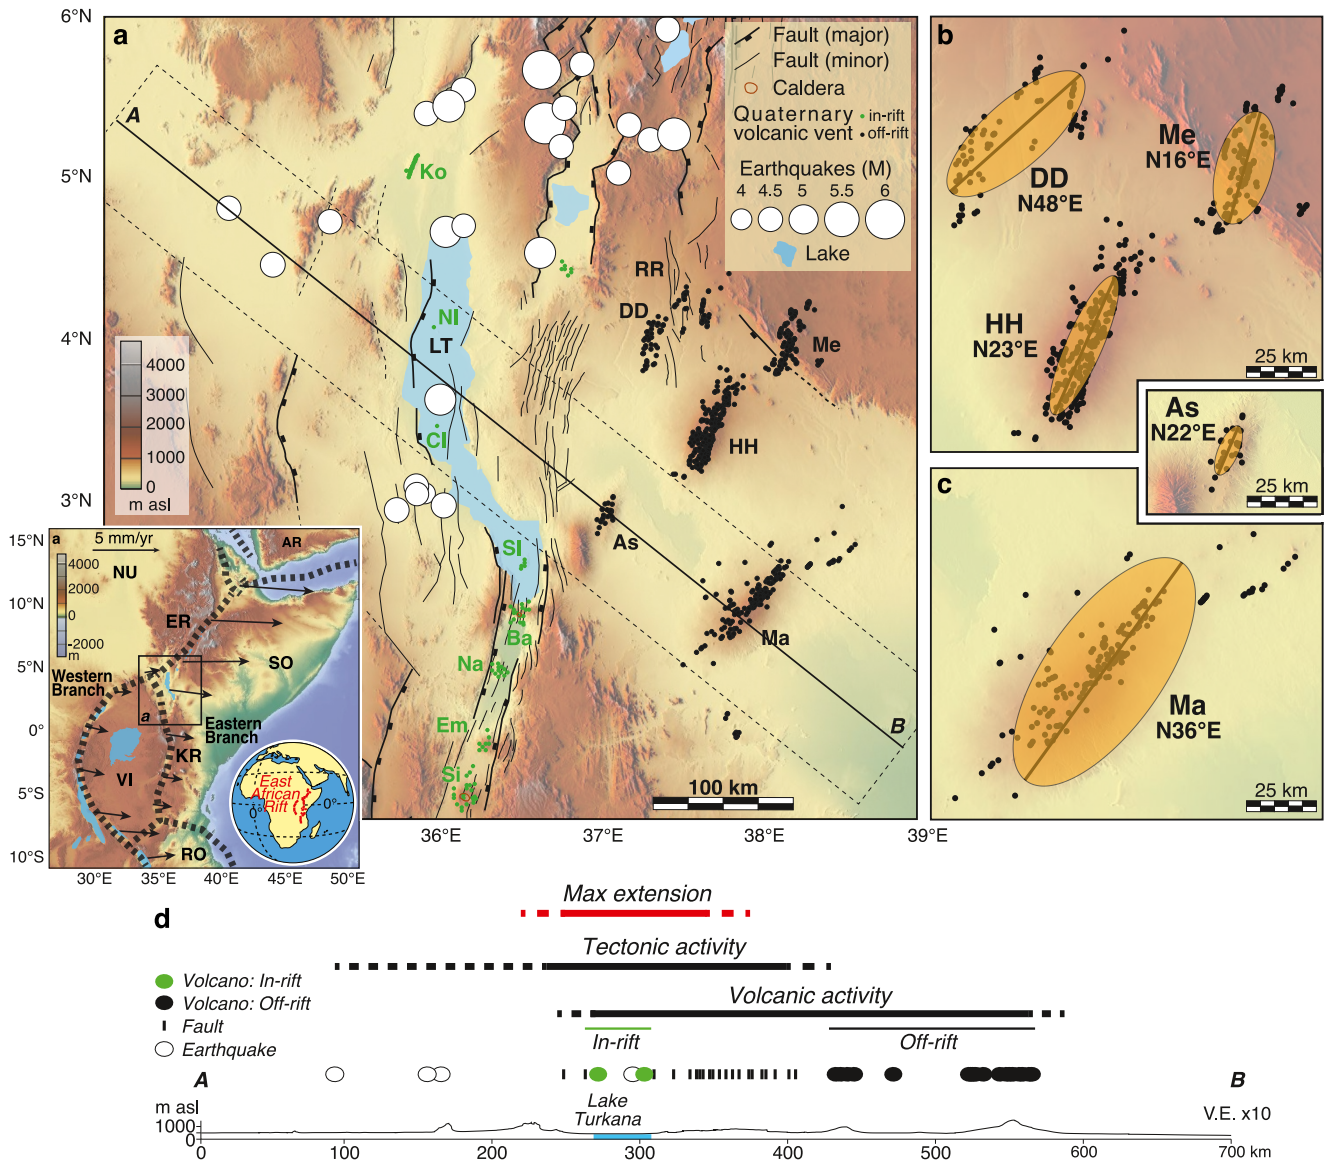 6°N
5°N
4°N
3°N
a
A
Ko
NI
LT
CI
SI
Ba
Na
Em
Si
RR
DD
Me
HH
As
Ma
B
Fault (major)
Fault (minor)
Caldera
Quaternary volcanic vent
in-rift
off-rift
Earthquakes (M)
4 4.5 5 5.5 6
Lake
4000
3000
2000
1000
0
m asl
100 km
36°E 37°E 38°E 39°E
15°N
10°N
5°N
0°
5°S
10°S
a
5 mm/yr
4000
2000
0
-2000
m
NU
AR
ER
SO
Western
Branch
a
Eastern
Branch
KR
VI
RO
East
African
Rift
0°
0°
30°E 35°E 40°E 45°E 50°E
b
DD
N48°E
Me
N16°E
HH
N23°E
25 km
As
N22°E
25 km
c
Ma
N36°E
25 km
d
Max extension
Tectonic activity
Volcanic activity
Volcano: In-rift
Volcano: Off-rift
Fault
Earthquake
In-rift
Off-rift
A
B
Lake
Turkana
m asl
1000
0
V.E. x10
0 100 200 300 400 500 600 700 km